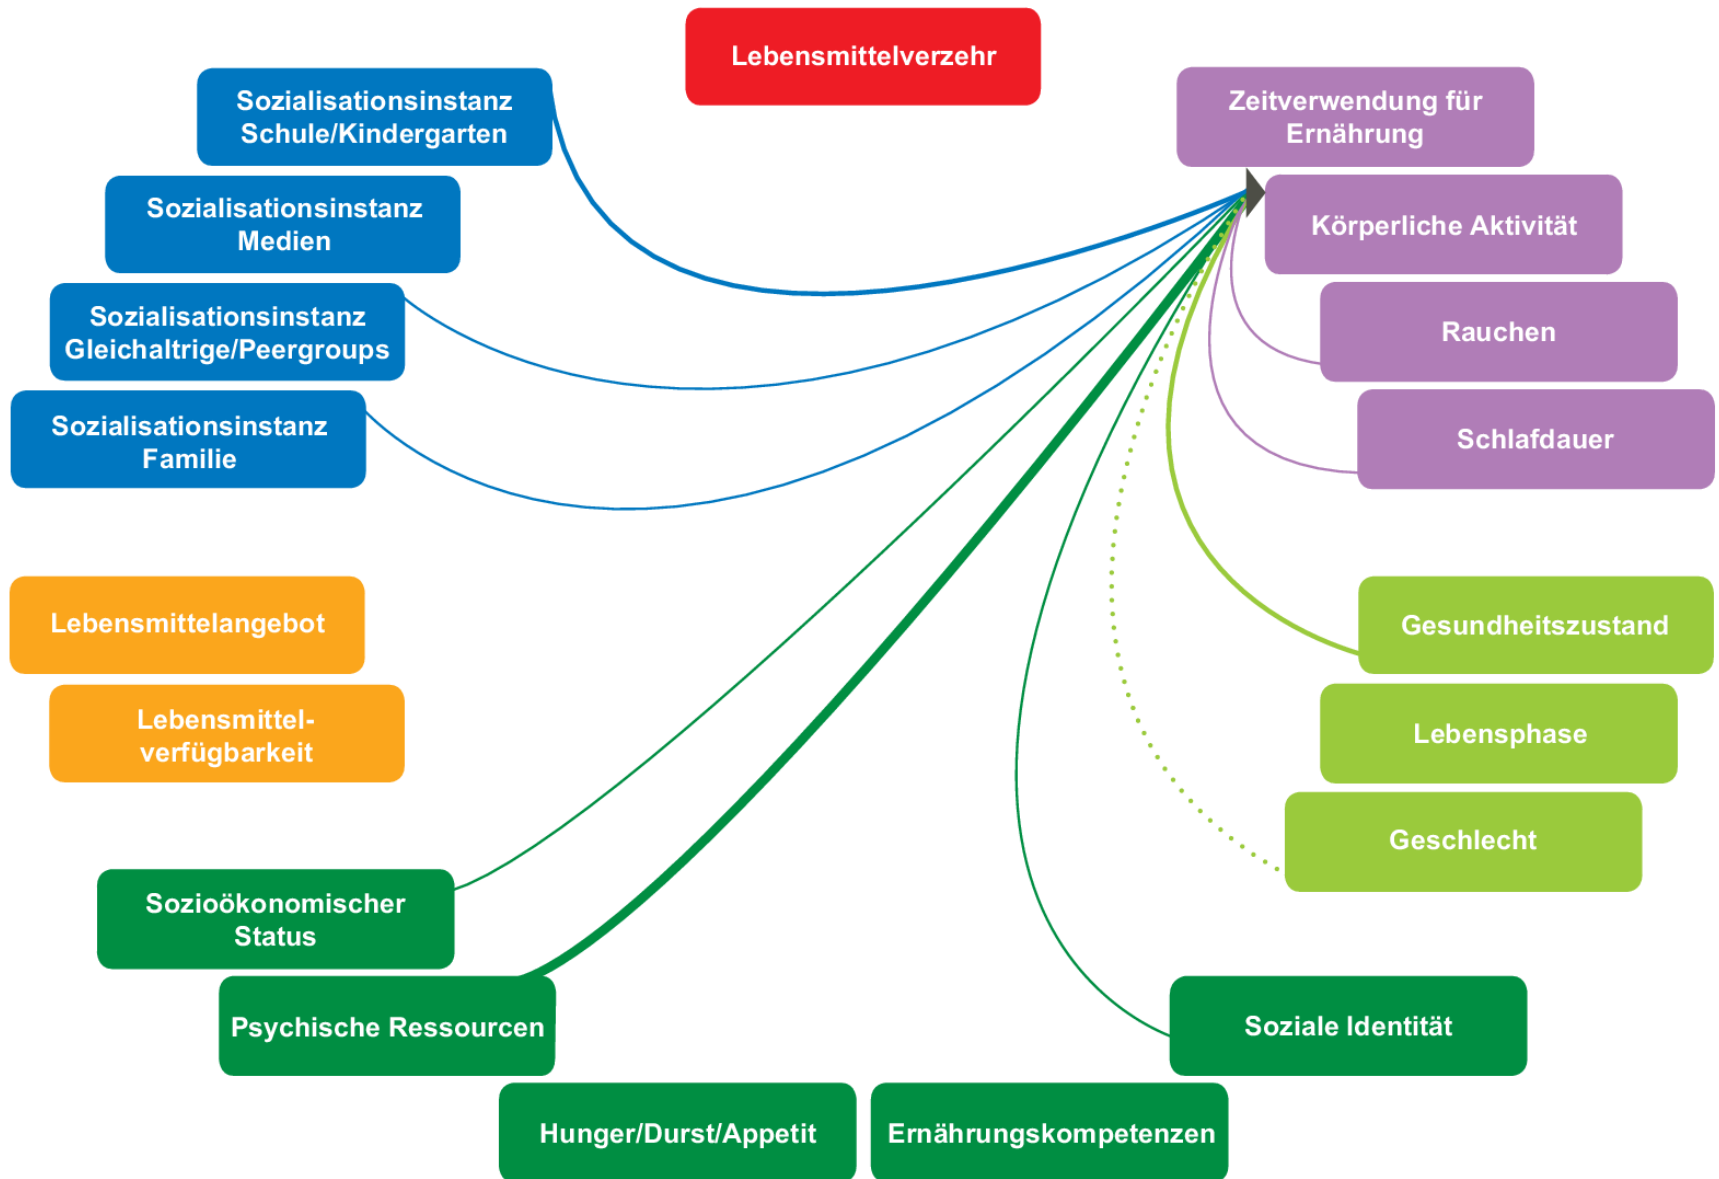 Lebensmittelverzehr
Sozialisationsinstanz
Schule/Kindergarten
Zeitverwendung für
Ernährung
Sozialisationsinstanz
Medien
Körperliche Aktivität
Sozialisationsinstanz
Gleichaltrige/Peergroups
Rauchen
Sozialisationsinstanz
Familie
Schlafdauer
Lebensmittelangebot
Gesundheitszustand
Lebensmittel-
verfügbarkeit
Lebensphase
Geschlecht
Sozioökonomischer
Status
Psychische Ressourcen
Soziale Identität
Hunger/Durst/Appetit
Ernährungskompetenzen